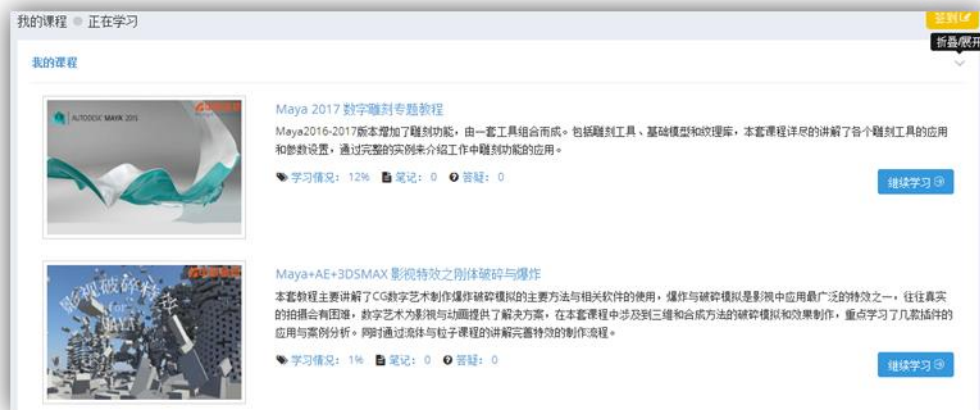 我的课程 正在学习
签到
折叠/展开
我的课程
AUTODESK MAYA 2015
Maya 2017 数字雕刻专题教程
Maya2016-2017版本增加了雕刻功能，由一套工具组合而成。包括雕刻工具、基础模型和纹理库，本套课程详尽的讲解了各个雕刻工具的应用
和参数设置，通过完整的实例来介绍工作中雕刻功能的应用。
学习情况： 12% 笔记： 0 答疑： 0
继续学习
影视破碎特走
for
MAYA
Maya+AE+3DSMAX 影视特效之刚体破碎与爆炸
本套教程主要讲解了CG数字艺术制作爆炸破碎模拟的主要方法与相关软件的使用，爆炸与破碎模拟是影视中应用最广泛的特效之一，往往真实
的拍摄会有困难，数字艺术为影视与动画提供了解决方案，在本套课程中涉及到三维和合成方法的破碎模拟和效果制作，重点学习了几款插件的
应用与案例分析。同时通过流体与粒子课程的讲解完善特效的制作流程。
学习情况： 1% 笔记： 0 答疑： 0
继续学习